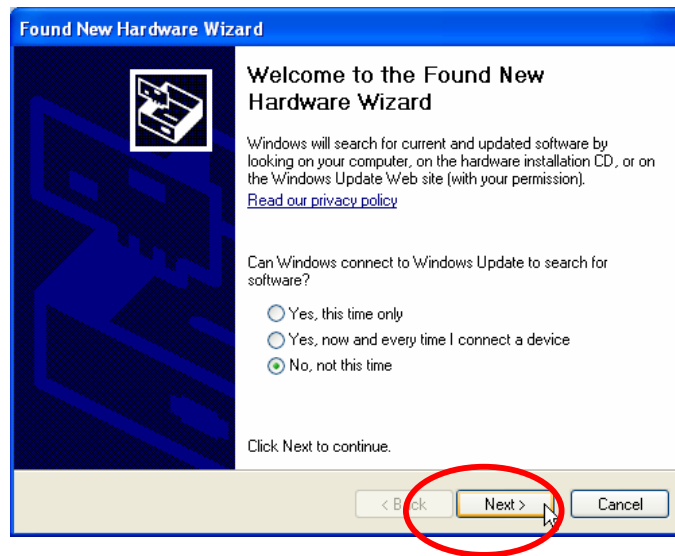 Found New Hardware Wizard
Welcome to the Found New
Hardware Wizard
Windows will search for current and updated software by
looking on your computer, on the hardware installation CD, or on
the Windows Update Web site (with your permission).
Read our privacy policy
Can Windows connect to Windows Update to search for
software?
Yes, this time only
Yes, now and every time I connect a device
No, not this time
Click Next to continue.
< Back Next > Cancel